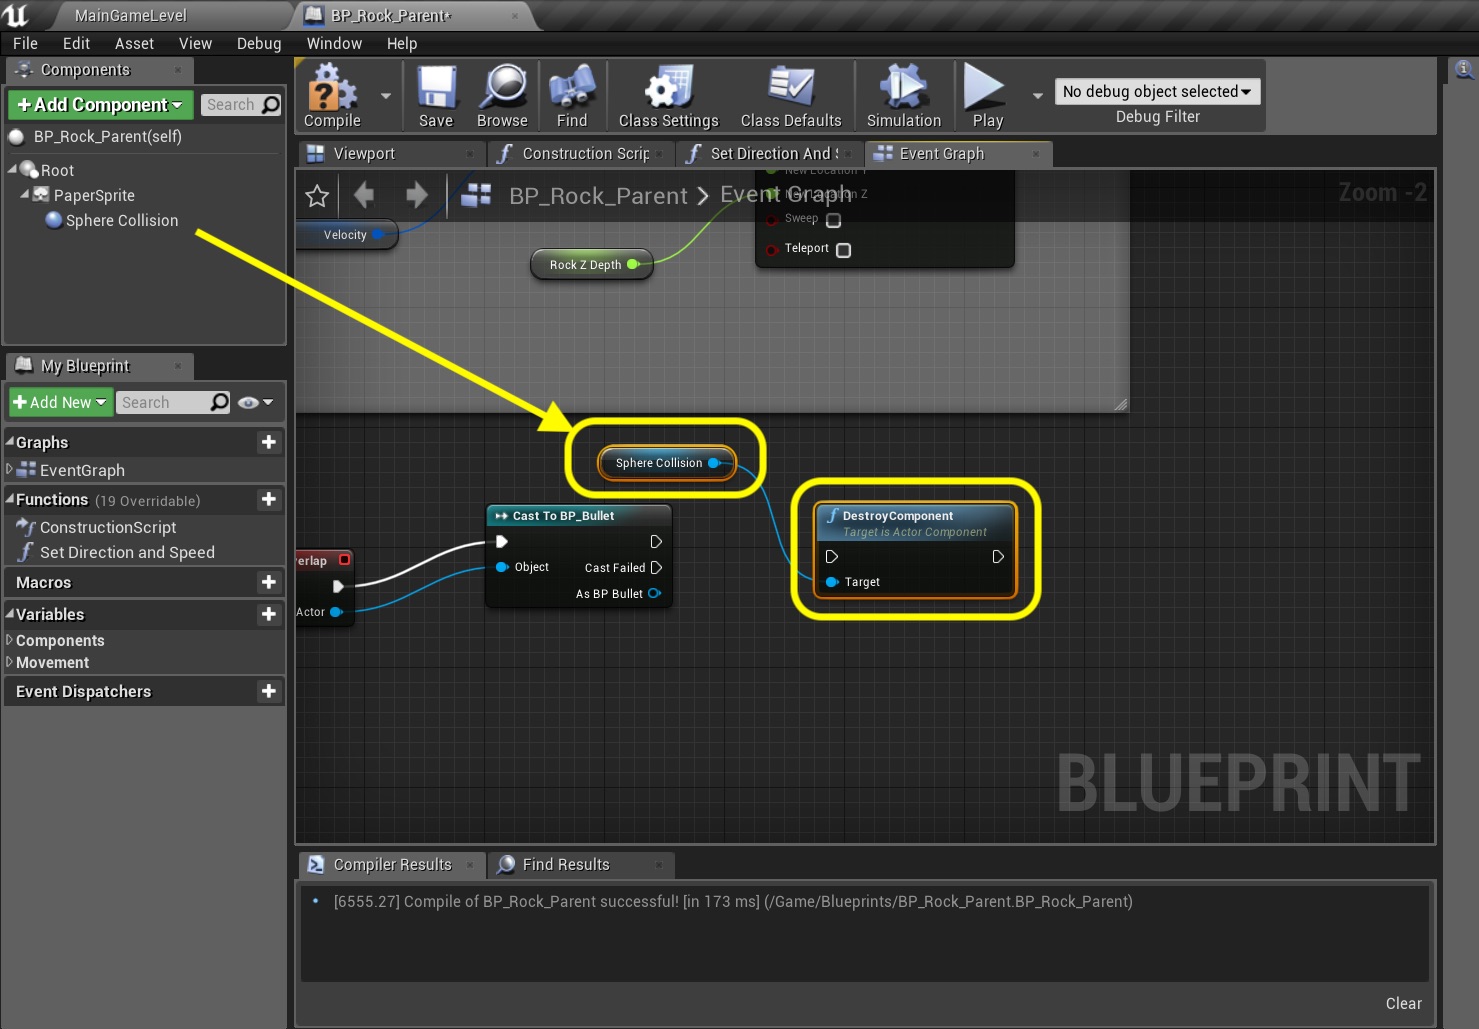 MainGameLevel
BP_Rock_Parent*
File Edit Asset View Debug Window Help
Components
+Add Component
Search
BP_Rock_Parent(self)
Root
PaperSprite
Sphere Collision
Compile
Save
Browse
Find
Class Settings
Class Defaults
Simulation
Play
No debug object selected
Debug Filter
Viewport
Construction Scrip
Set Direction And
Event Graph
BP_Rock_Parent > Event Graph
Zoom -2
New Location Y
New Location Z
Sweep
Teleport
Velocity
Rock Z Depth
My Blueprint
+Add New
Search
Graphs
EventGraph
Functions (19 Overridable)
ConstructionScript
Set Direction and Speed
Macros
Variables
Components
Movement
Event Dispatchers
Sphere Collision
Cast To BP_Bullet
Object
Cast Failed
As BP Bullet
erlap
Actor
DestroyComponent
Target is Actor Component
Target
BLUEPRINT
Compiler Results
Find Results
[6555.27] Compile of BP_Rock_Parent successful! [in 173 ms] (/Game/Blueprints/BP_Rock_Parent.BP_Rock_Parent)
Clear